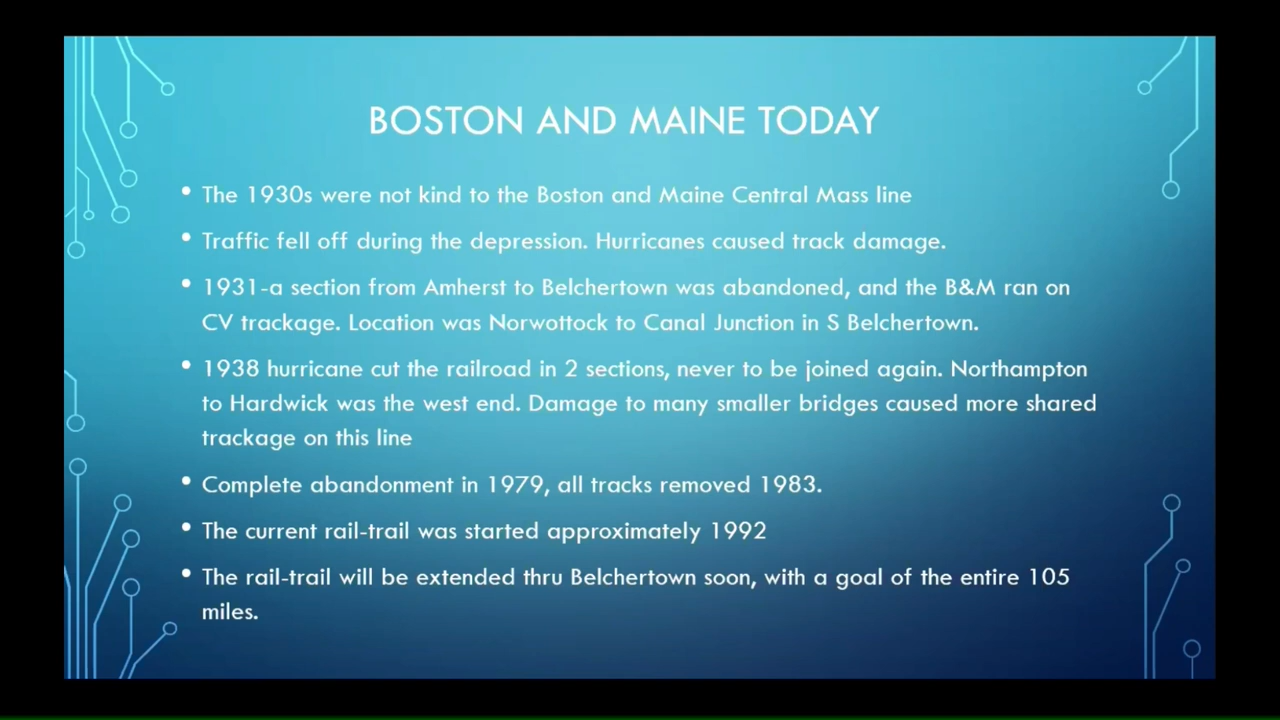 BOSTON AND MAINE TODAY
• The 1930s were not kind to the Boston and Maine Central Mass line
• Traffic fell off during the depression. Hurricanes caused track damage.
• 1931-a section from Amherst to Belchertown was abandoned, and the B&M ran on
CV trackage. Location was Norwottock to Canal Junction in S Belchertown.
• 1938 hurricane cut the railroad in 2 sections, never to be joined again. Northampton
to Hardwick was the west end. Damage to many smaller bridges caused more shared
trackage on this line
• Complete abandonment in 1979, all tracks removed 1983.
• The current rail-trail was started approximately 1992
• The rail-trail will be extended thru Belchertown soon, with a goal of the entire 105
miles.